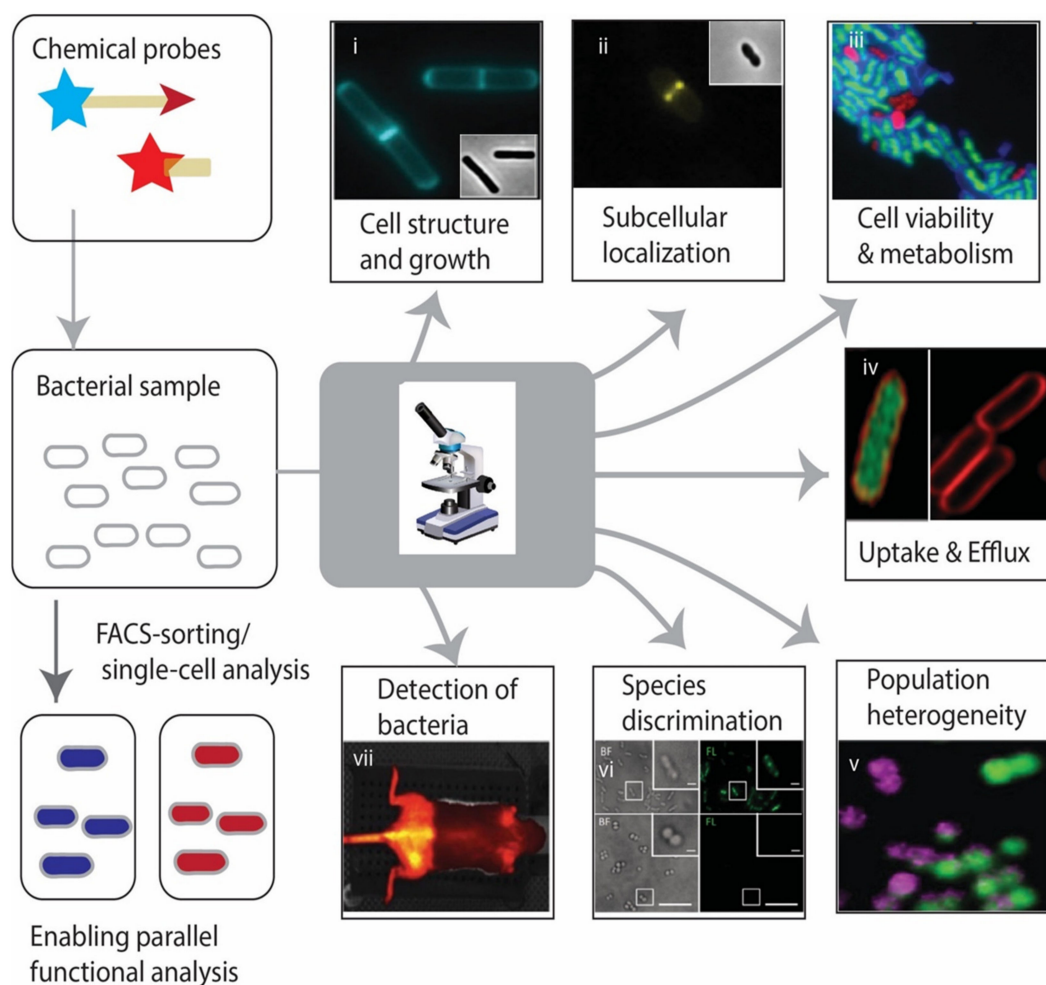 Chemical probes
i
Cell structure
and growth
ii
Subcellular
localization
iii
Cell viability
& metabolism
Bacterial sample
iv
Uptake & Efflux
FACS-sorting/
single-cell analysis
Detection of
bacteria
vii
Species
discrimination
BF
FL
vi
BF
FL
Population
heterogeneity
v
Enabling parallel
functional analysis